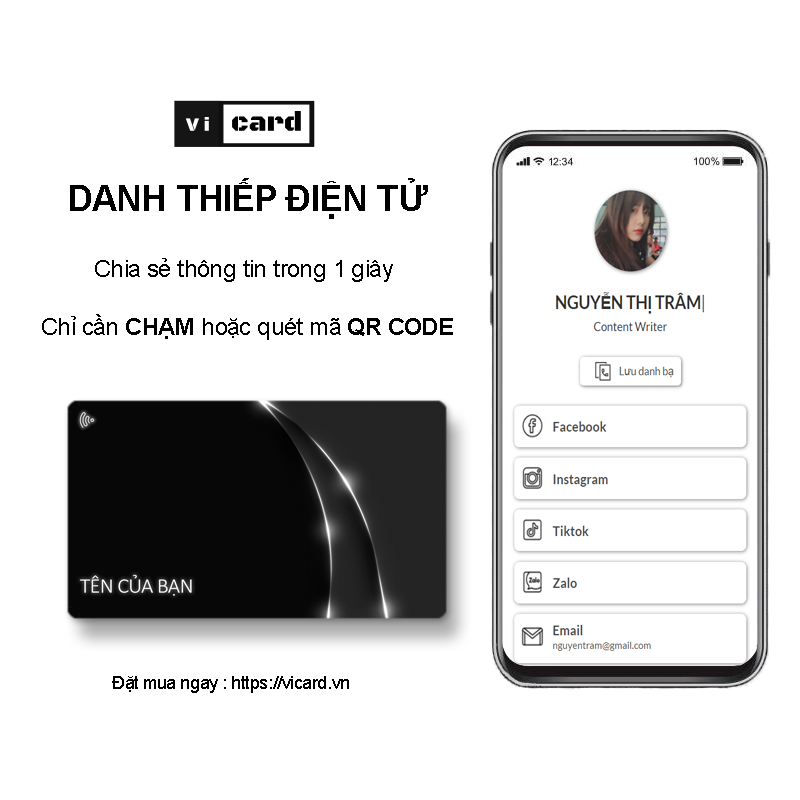 vi card
DANH THIẾP ĐIỆN TỬ
Chia sẻ thông tin trong 1 giây
Chỉ cần CHẠM hoặc quét mã QR CODE
TÊN CỦA BẠN
Đặt mua ngay : https://vicard.vn
12:34 100%
NGUYỄN THỊ TRÂM
Content Writer
Lưu danh bạ
Facebook
Instagram
Tiktok
Zalo
Zalo
Email
nguyentram@gmail.com